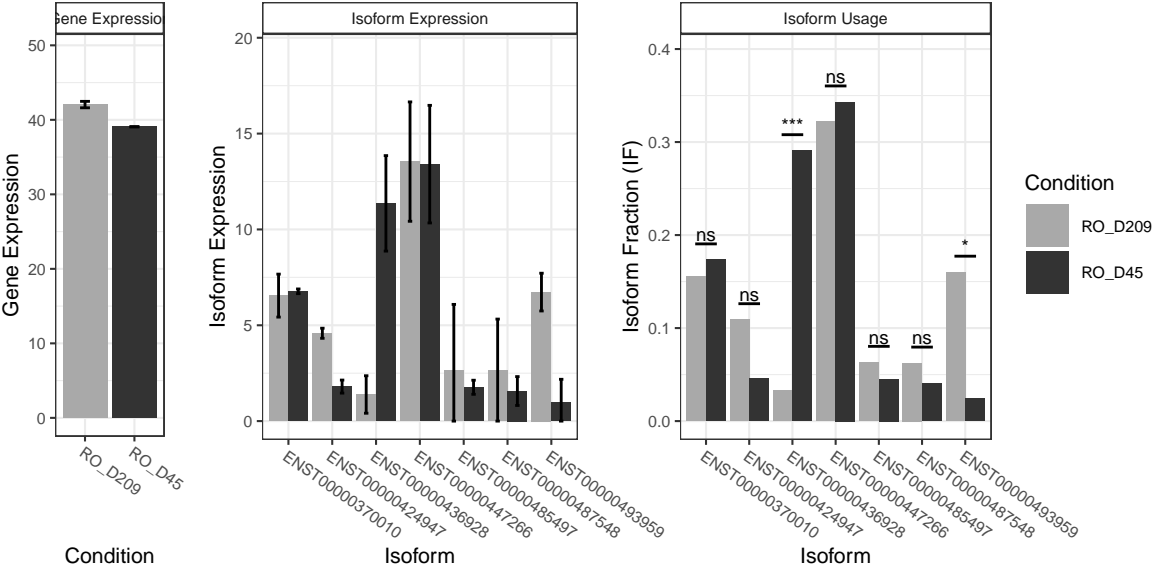 Gene Expression
Isoform Expression
Isoform Usage
Gene Expression
50
40
30
20
10
0
RO_D209
RO_D45
Condition
Isoform Expression
20
15
10
5
0
ENST00000370010
ENST00000424947
ENST00000436928
ENST00000447266
ENST00000485497
ENST00000487548
ENST00000493959
Isoform
Isoform Fraction (IF)
0.4
0.3
0.2
0.1
0.0
ns
ns
***
ns
ns
ns
*
ENST00000370010
ENST00000424947
ENST00000436928
ENST00000447266
ENST00000485497
ENST00000487548
ENST00000493959
Isoform
Condition
RO_D209
RO_D45